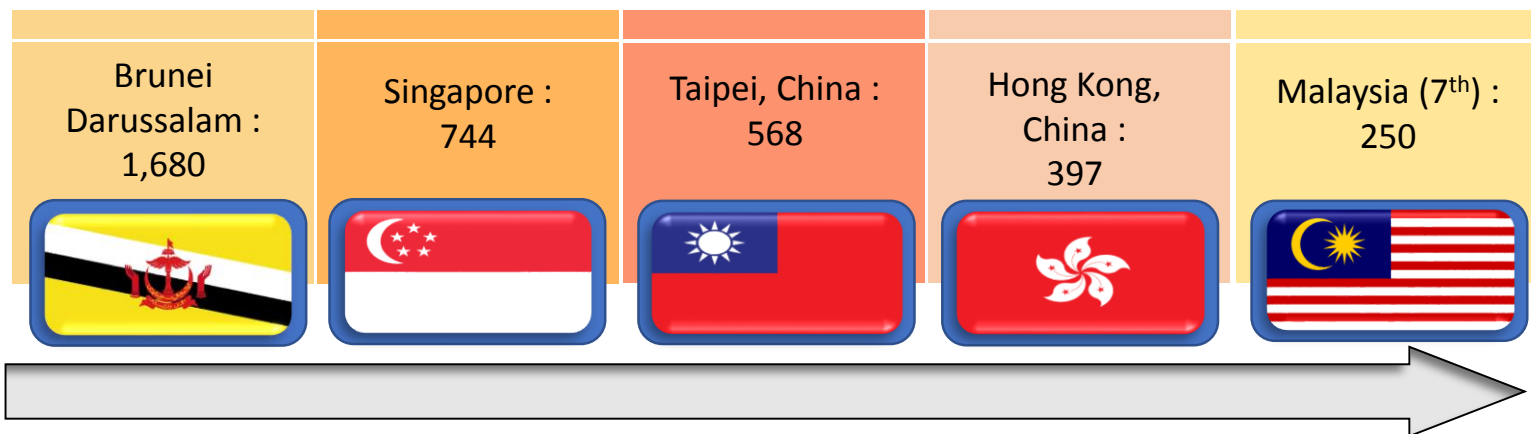 Brunei
Darussalam :
1,680
Singapore :
744
Taipei, China :
568
Hong Kong,
China :
397
Malaysia (7th) :
250